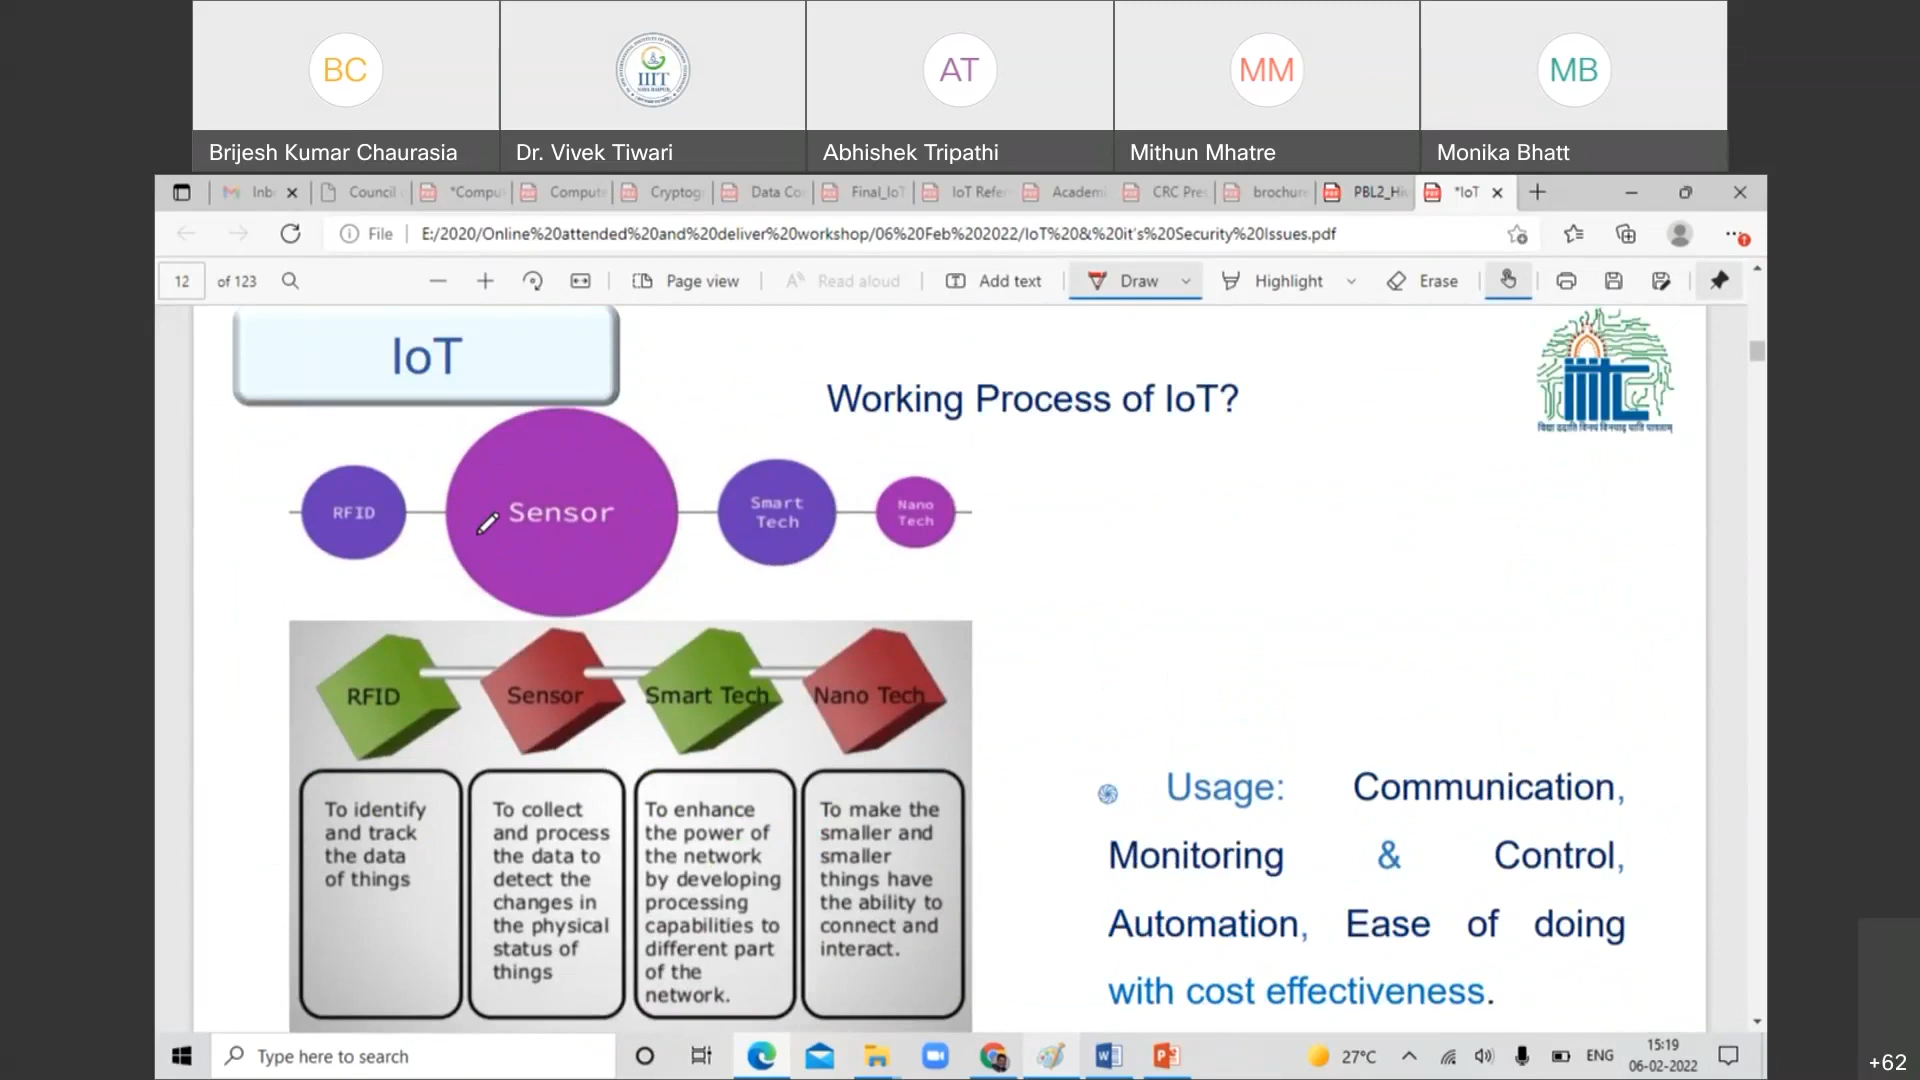 BC
IIIT
AT
MM
MB
Brijesh Kumar Chaurasia
Dr. Vivek Tiwari
Abhishek Tripathi
Mithun Mhatre
Monika Bhatt
Inb
Council
*Compu
Compute
Cryptog
Data Co
Final_IoT
IoT Refe
Academi
CRC Pre
brochure
PBL2_Hi
*IoT
File
E:/2020/Online%20attended%20and%20deliver%20workshop/06%20Feb%202022/IoT%20&%20it's%20Security%20Issues.pdf
12 of 123
Page view
Read aloud
Add text
Draw
Highlight
Erase
IoT
Working Process of IoT?
iiitl
RFID
Sensor
Smart
Tech
Nano
Tech
RFID
Sensor
Smart Tech
Nano Tech
To identify
and track
the data
of things
To collect
and process
the data to
detect the
changes in
the physical
status of
things
To enhance
the power of
the network
by developing
processing
capabilities to
different part
of the
network.
To make the
smaller and
smaller
things have
the ability to
connect and
interact.
Usage: Communication,
Monitoring & Control,
Automation, Ease of doing
with cost effectiveness.
Type here to search
27°C
ENG
15:19
06-02-2022
+62